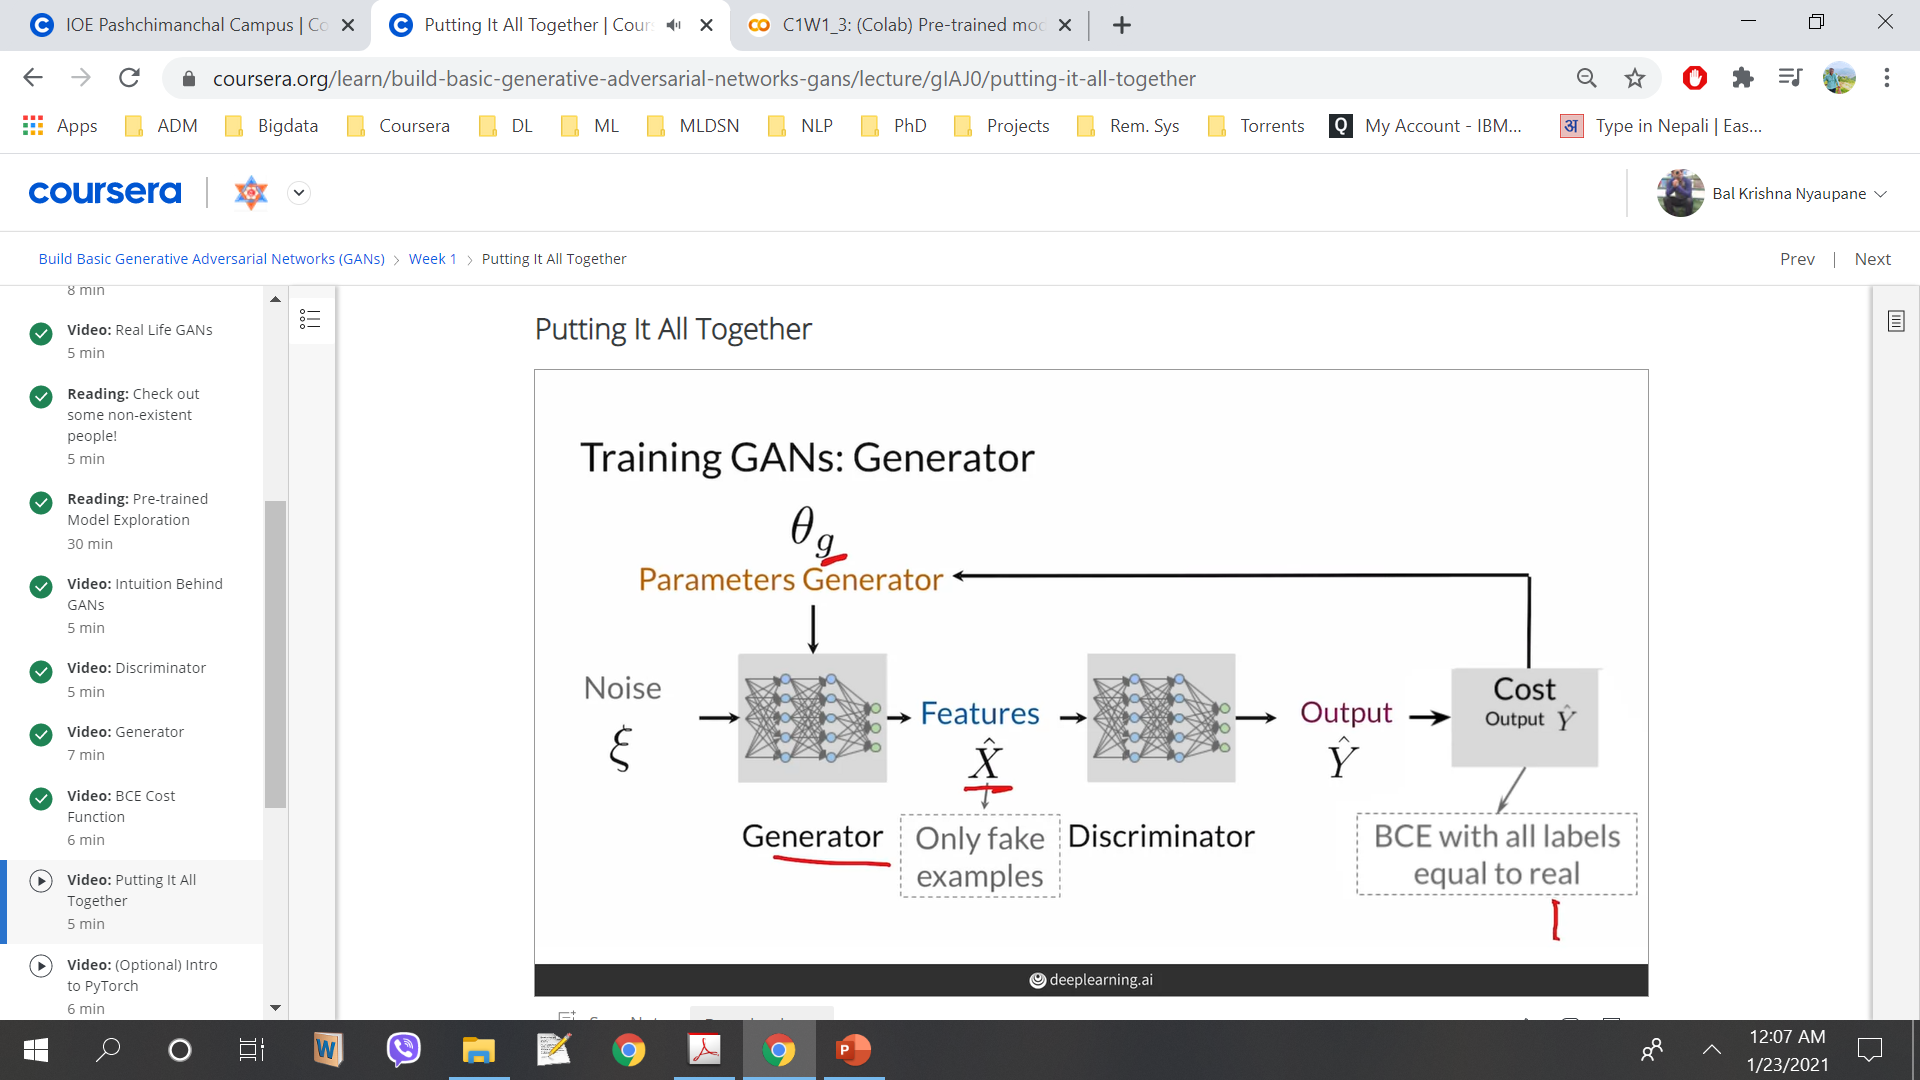 IOE Pashchimanchal Campus | Co
Putting It All Together | Cour
C1W1_3: (Colab) Pre-trained mod
coursera.org/learn/build-basic-generative-adversarial-networks-gans/lecture/gIAJ0/putting-it-all-together
Apps
ADM
Bigdata
Coursera
DL
ML
MLDSN
NLP
PhD
Projects
Rem. Sys
Torrents
Q
My Account - IBM...
अ
Type in Nepali | Eas...
coursera
Bal Krishna Nyaupane
Build Basic Generative Adversarial Networks (GANs) > Week 1 > Putting It All Together
Prev | Next
8 min
Video: Real Life GANs
5 min
Reading: Check out
some non-existent
people!
5 min
Reading: Pre-trained
Model Exploration
30 min
Video: Intuition Behind
GANs
5 min
Video: Discriminator
5 min
Video: Generator
7 min
Video: BCE Cost
Function
6 min
Video: Putting It All
Together
5 min
Video: (Optional) Intro
to PyTorch
6 min
Putting It All Together
Training GANs: Generator
θg
Parameters Generator
Noise
ξ
Features
X̂
Output
Ŷ
Cost
Output Ŷ
Generator
Only fake
examples
Discriminator
BCE with all labels
equal to real
1
deeplearning.ai
12:07 AM
1/23/2021